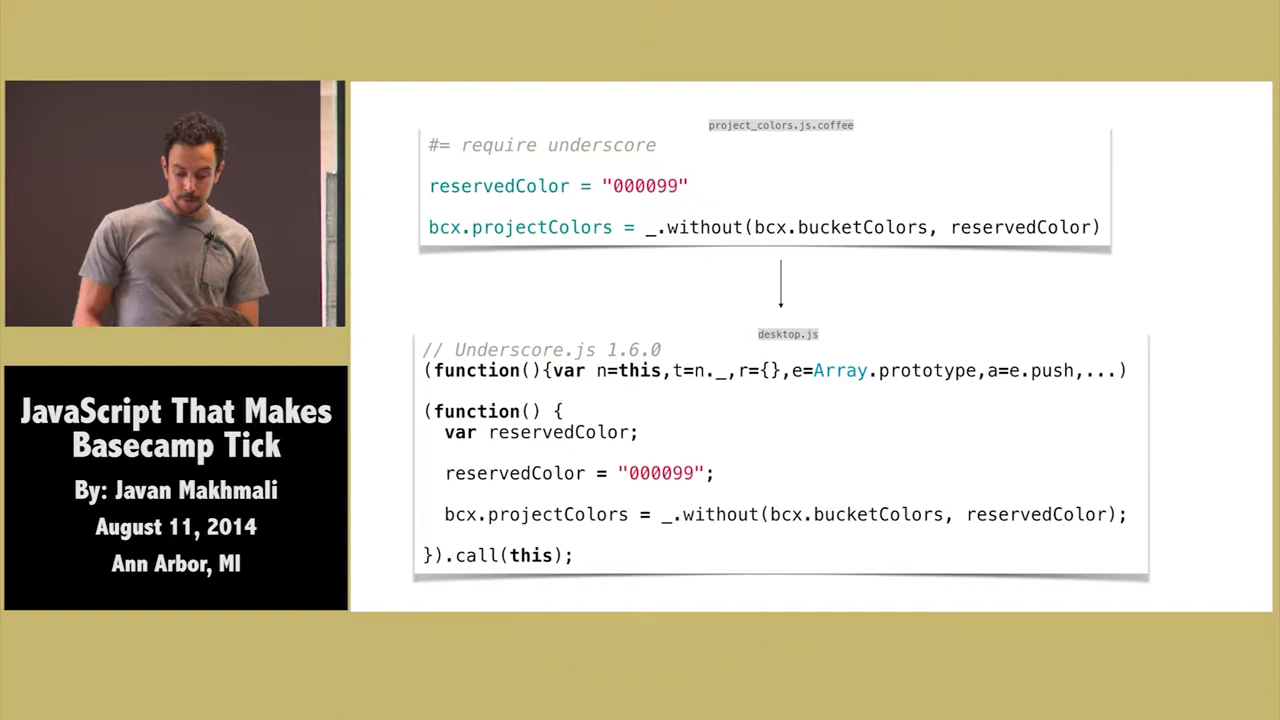 project_colors.js.coffee
#= require underscore
reservedColor = "000099"
bcx.projectColors = _.without(bcx.bucketColors, reservedColor)
desktop.js
// Underscore.js 1.6.0
(function(){var n=this,t=n._,r={},e=Array.prototype,a=e.push,...)
(function() {
var reservedColor;
reservedColor = "000099";
bcx.projectColors = _.without(bcx.bucketColors, reservedColor);
}).call(this);
JavaScript That Makes
Basecamp Tick
By: Javan Makhmali
August 11, 2014
Ann Arbor, MI